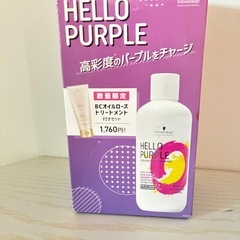 Schwarzkopf
HELLO
PURPLE
高彩度のパープルをチャージ
数量限定
BCオイルローズ
トリートメント
付きセット
1,760円!
Schwarzkopf
HELLO
PURPLE